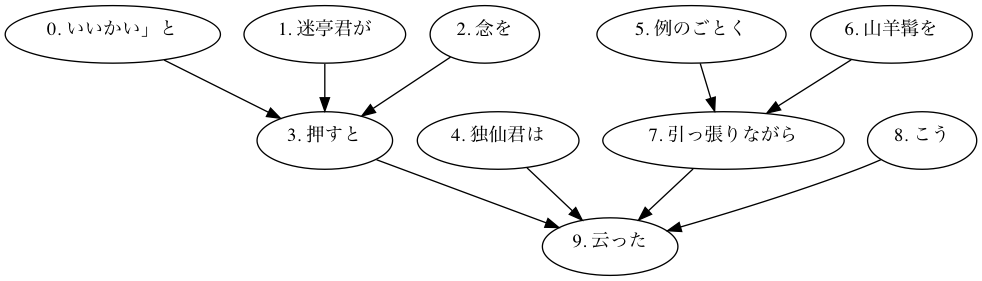 0. いいかい」と
1. 迷亭君が
2. 念を
5. 例のごとく
6. 山羊髯を
3. 押すと
4. 独仙君は
7. 引っ張りながら
8. こう
9. 云った